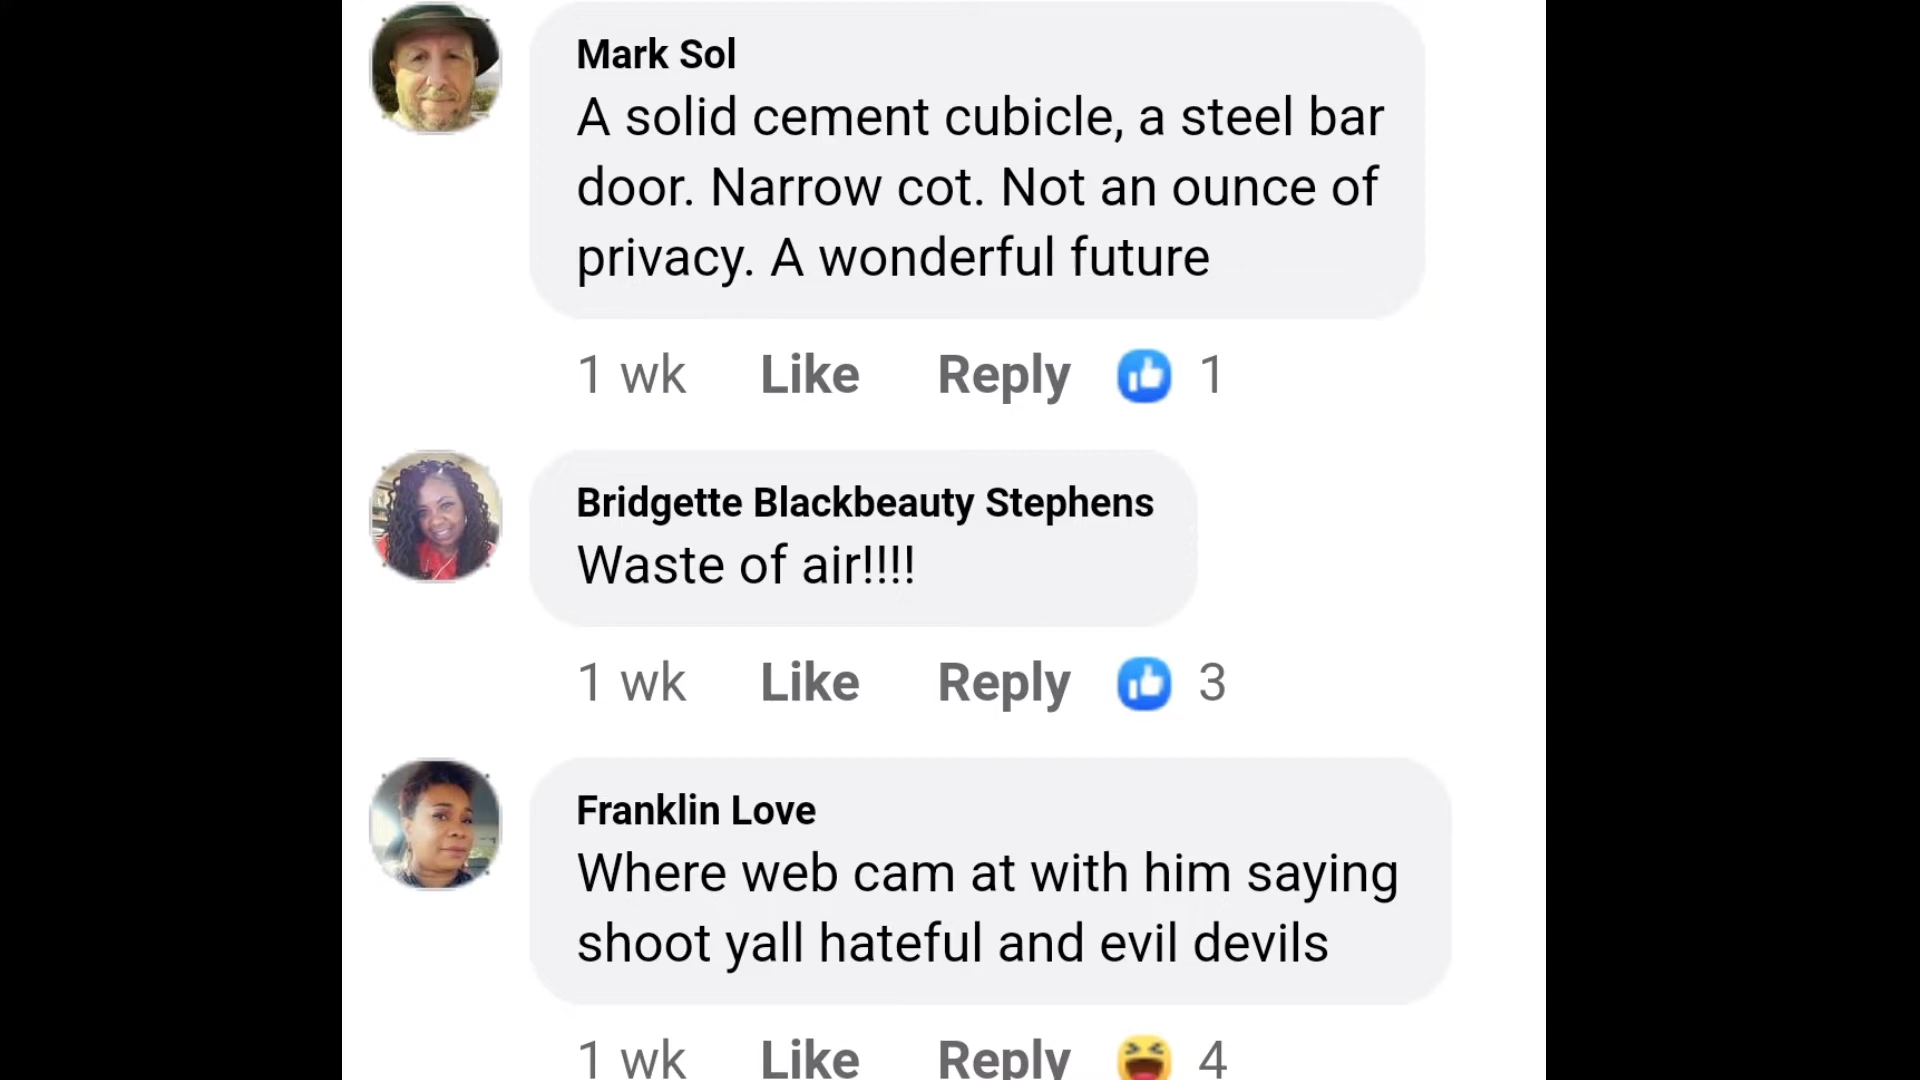 Mark Sol
A solid cement cubicle, a steel bar
door. Narrow cot. Not an ounce of
privacy. A wonderful future
1 wk Like Reply 1
Bridgette Blackbeauty Stephens
Waste of air!!!!
1 wk Like Reply 3
Franklin Love
Where web cam at with him saying
shoot yall hateful and evil devils
1 wk Like Reply 4